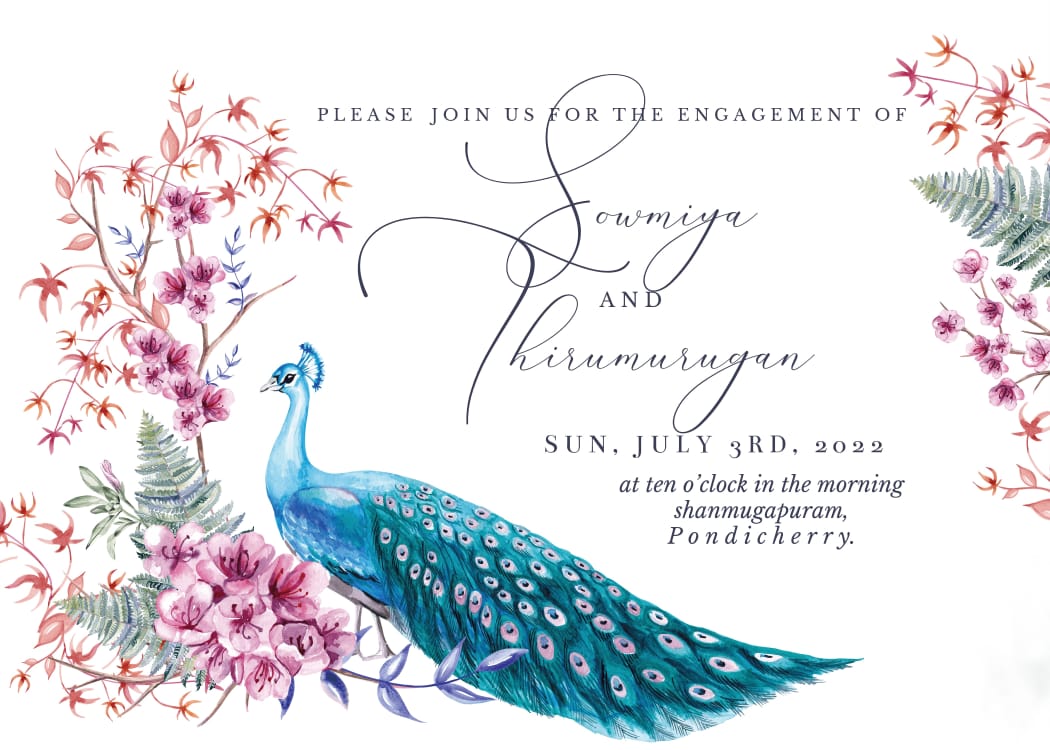 PLEASE JOIN US FOR THE ENGAGEMENT OF
Sowmiya
AND
Thirumurugan
SUN, JULY 3RD, 2022
at ten o'clock in the morning
shanmugapuram,
Pondicherry.